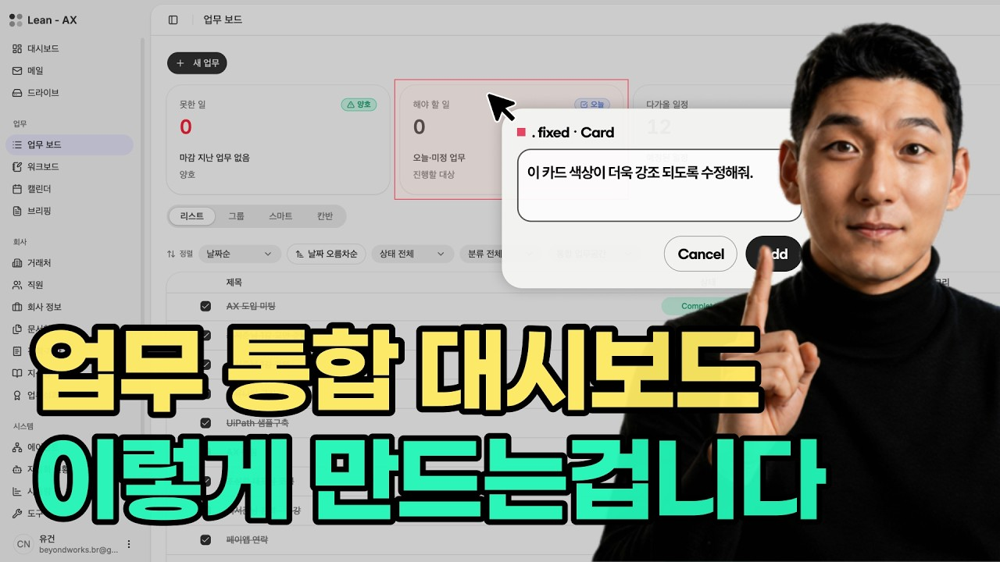 Lean - AX
업무 보드
대시보드
메일
드라이브
업무
업무 보드
워크보드
캘린더
브리핑
회사
거래처
직원
회사 정보
시스템
CN
유건
beyondworks.br@g...
+ 새 업무
못한 일
양호
0
마감 지난 업무 없음
양호
해야 할 일
오늘
0
오늘·미정 업무
진행할 대상
다가올 일정
12
. fixed · Card
이 카드 색상이 더욱 강조 되도록 수정해줘.
Cancel
리스트
그룹
스마트
칸반
정렬
날짜순
날짜 오름차순
상태 전체
분류 전체
제목
AX 도입 미팅
UiPath 샘플구축
페이앱 연락
업무 통합 대시보드
이렇게 만드는겁니다